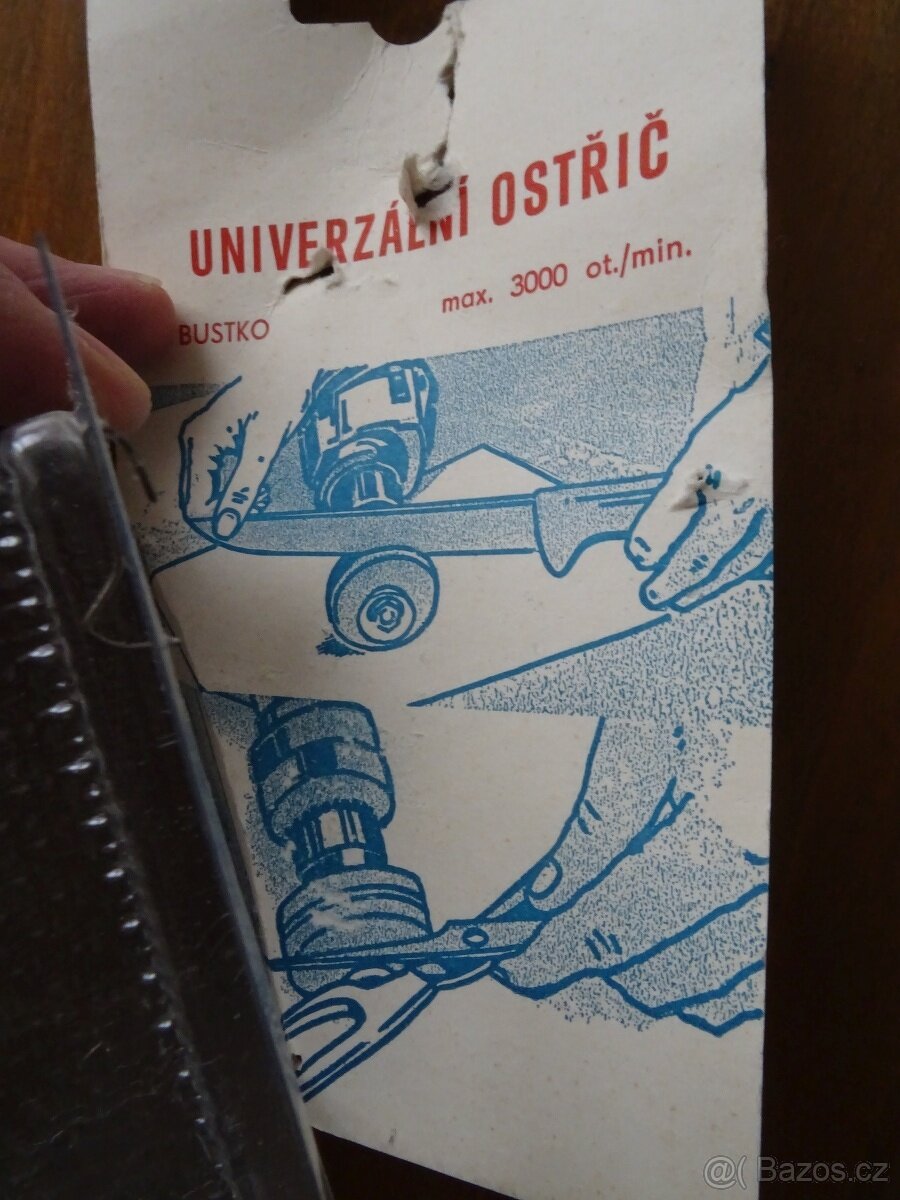 UNIVERZÁLNÍ OSTŘIČ
max. 3000 ot./min.
BUSTKO
@( Bazos.cz